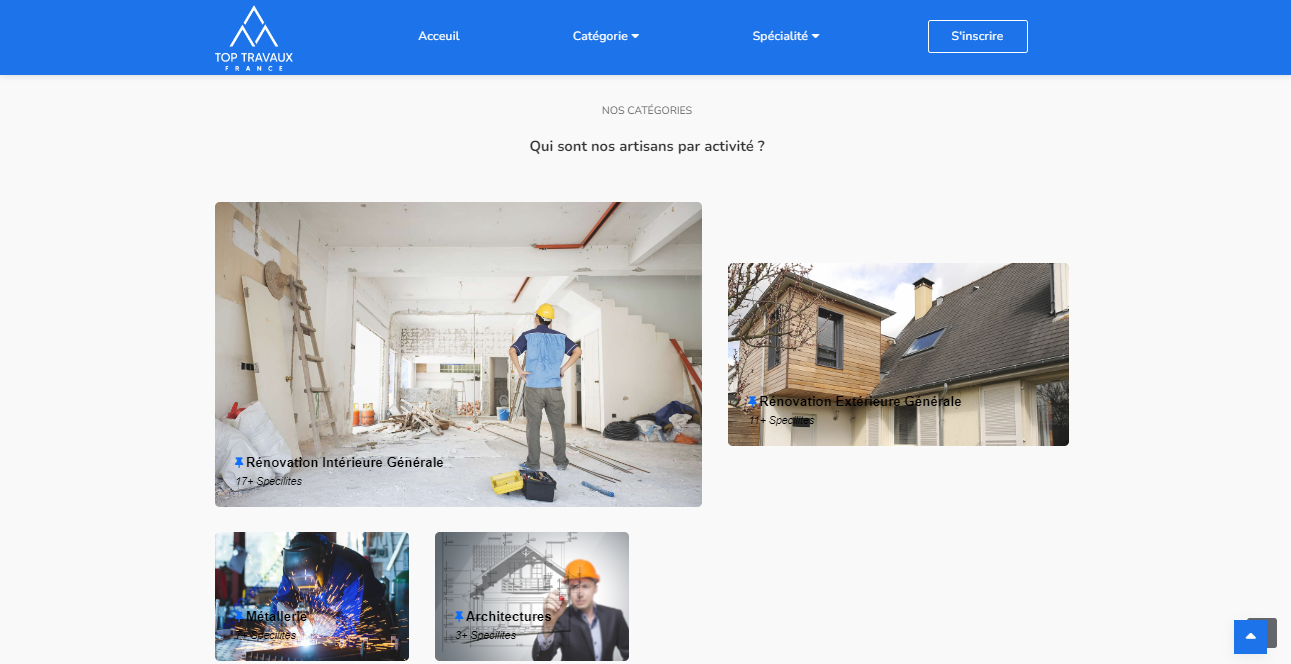 TOP TRAVAUX
FRANCE
Acceuil
Catégorie
Spécialité
S'inscrire
NOS CATÉGORIES
Qui sont nos artisans par activité ?
Rénovation Intérieure Générale
17+ Specilites
Rénovation Extérieure Générale
11+ Specilites
Métallerie
Specilites
Architectures
3+ Specilites